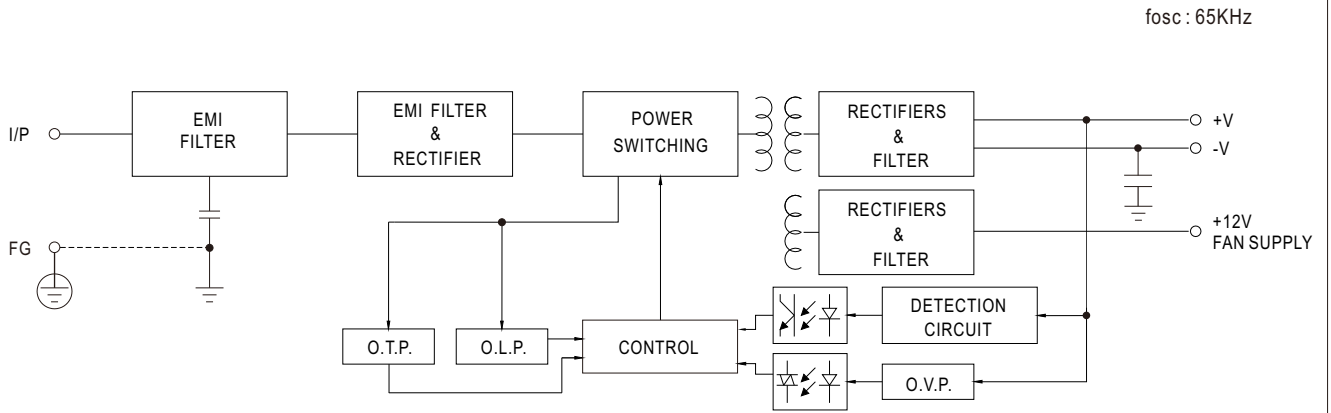 fosc : 65KHz
I/P
EMI
FILTER
EMI FILTER
&
RECTIFIER
POWER
SWITCHING
RECTIFIERS
&
FILTER
+V
-V
RECTIFIERS
&
FILTER
+12V
FAN SUPPLY
FG
O.T.P.
O.L.P.
CONTROL
DETECTION
CIRCUIT
O.V.P.